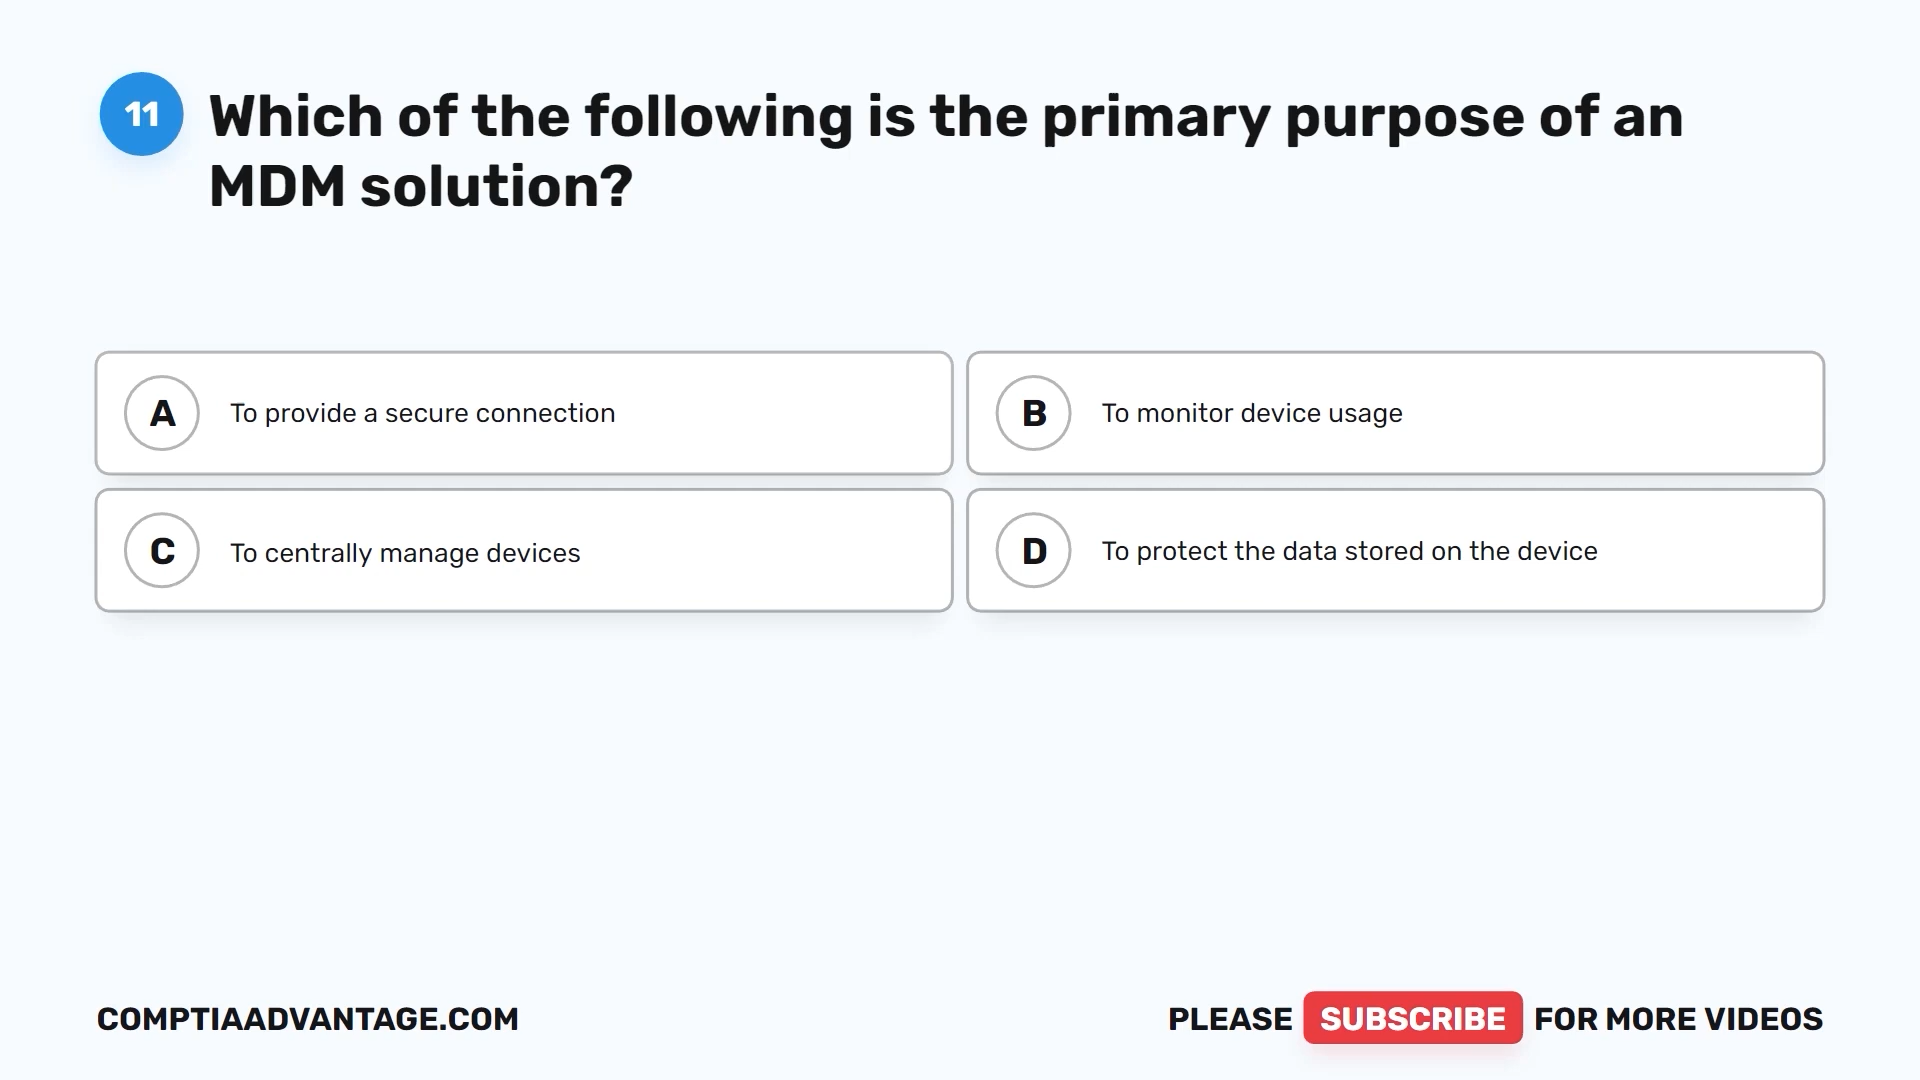 11
Which of the following is the primary purpose of an
MDM solution?
A To provide a secure connection
B To monitor device usage
C To centrally manage devices
D To protect the data stored on the device
COMPTIAADVANTAGE.COM
PLEASE SUBSCRIBE FOR MORE VIDEOS